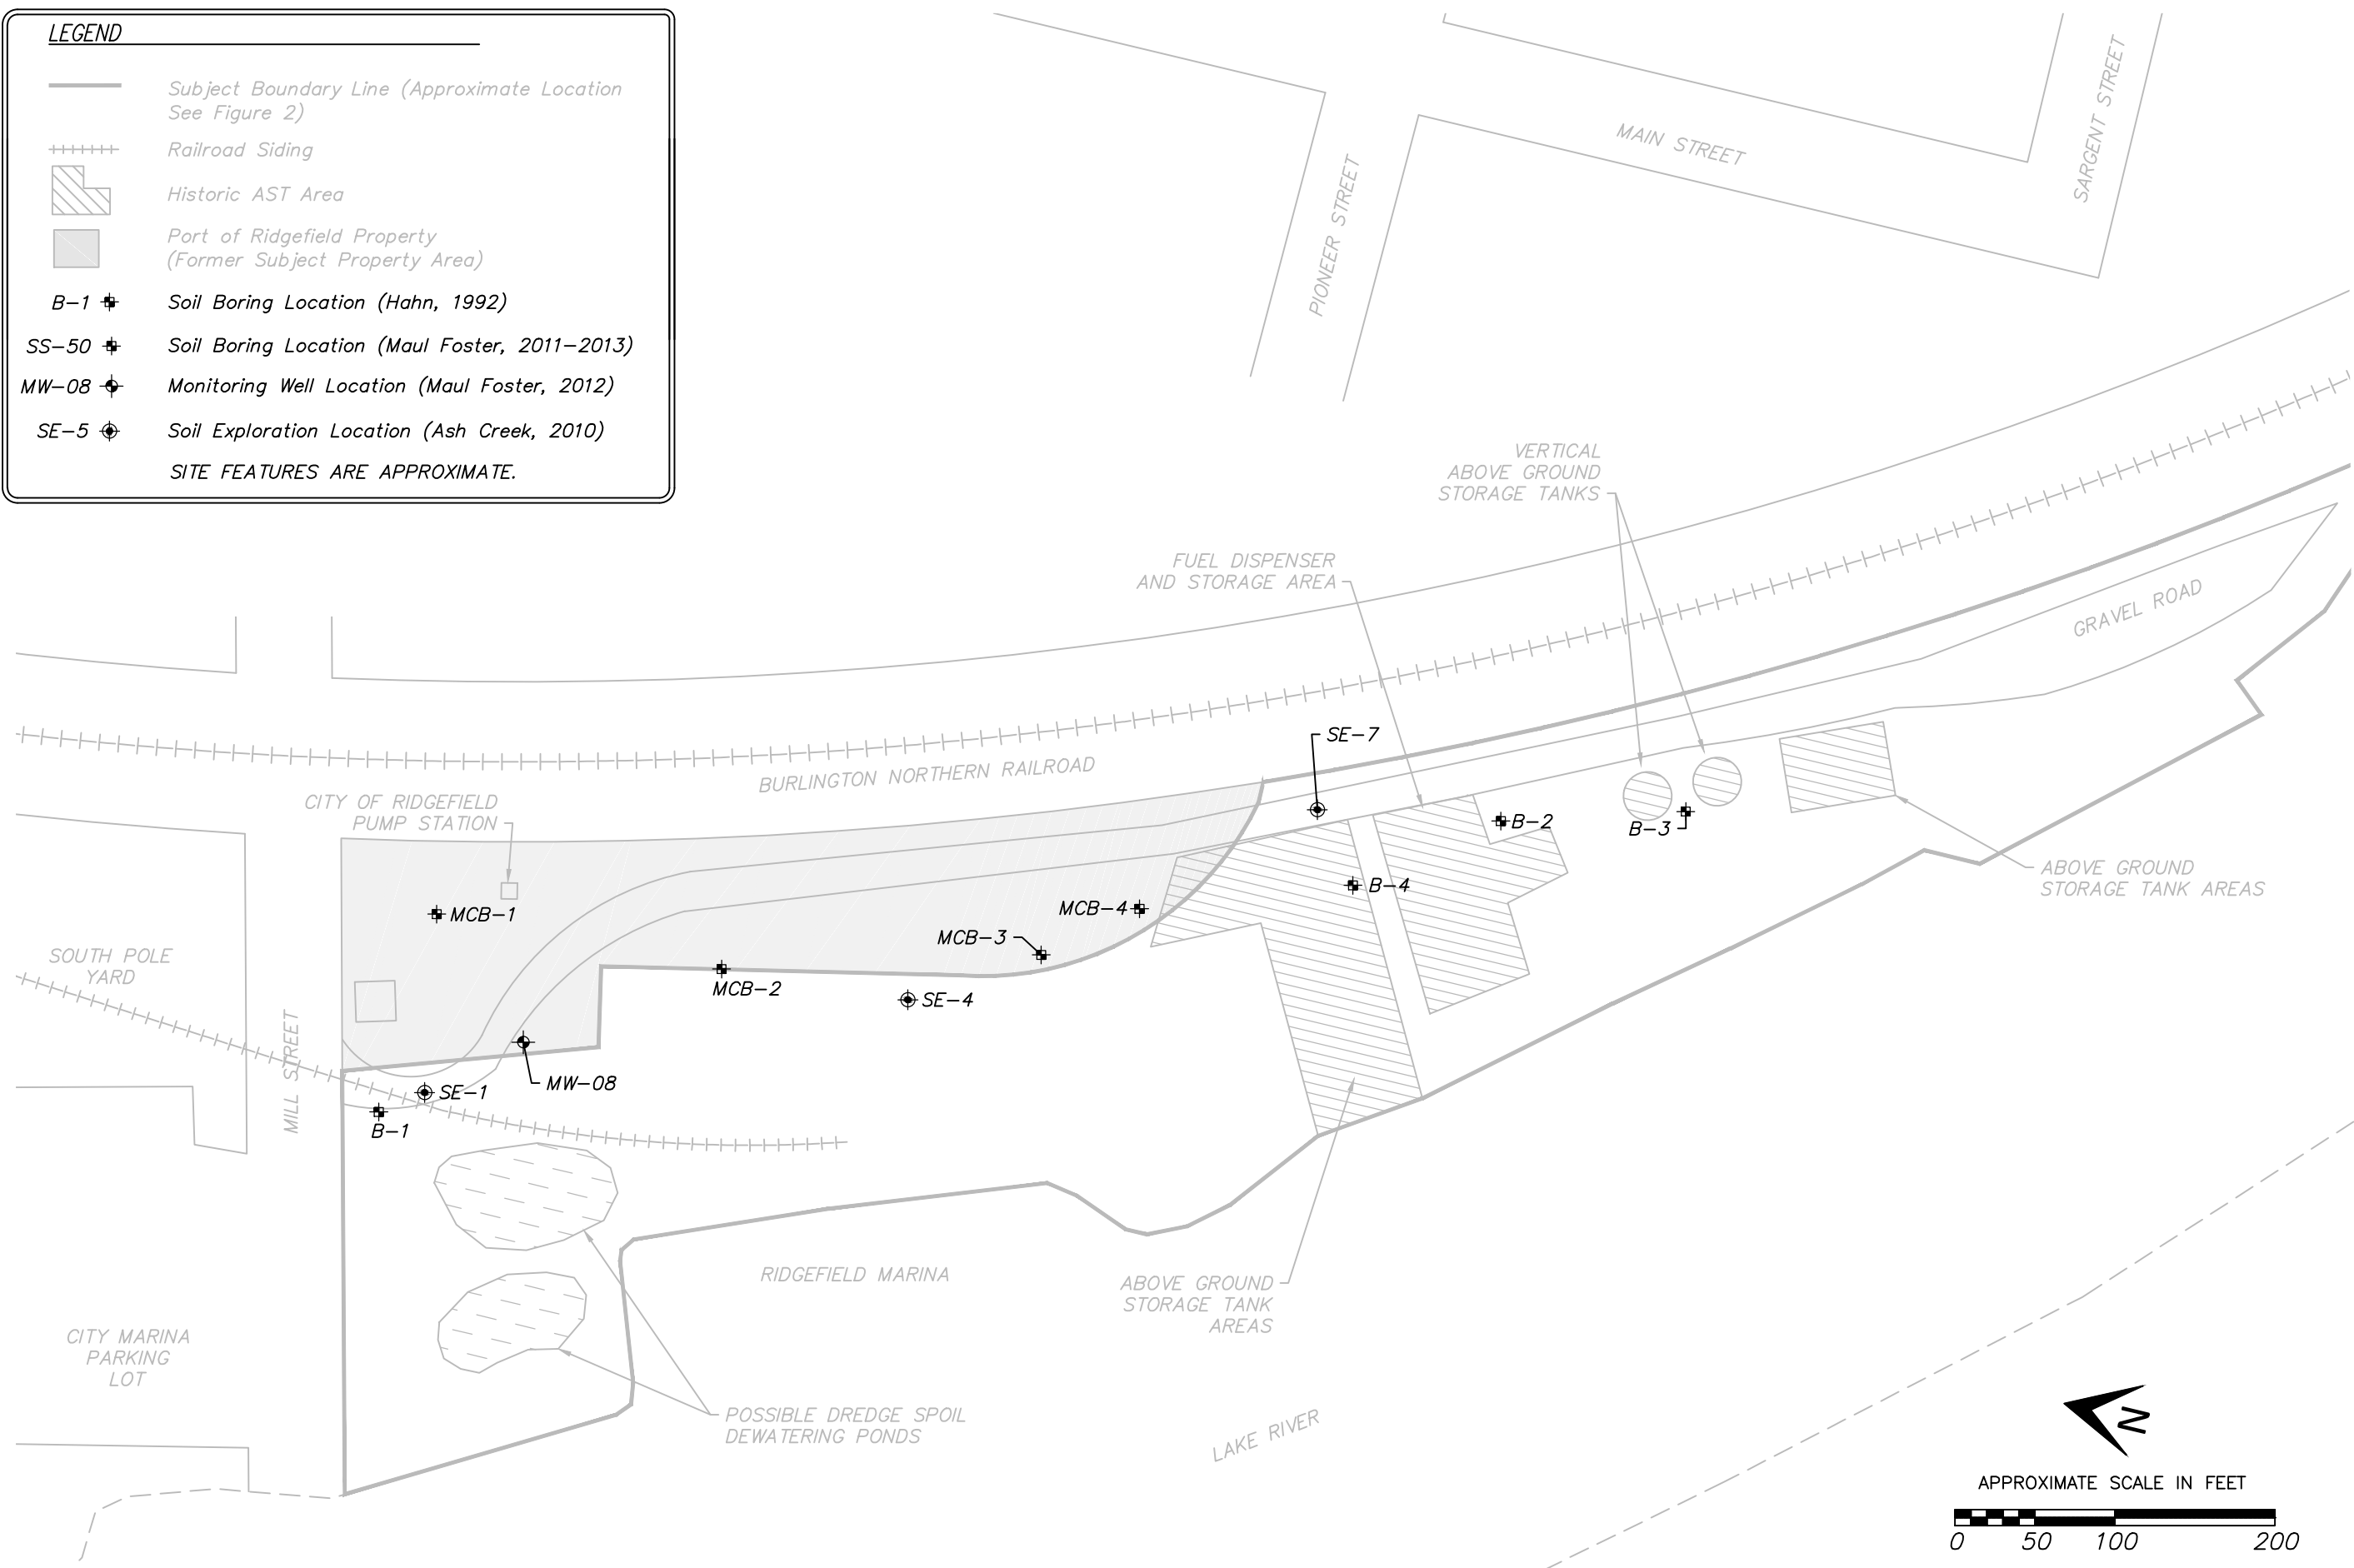 LEGEND
Subject Boundary Line (Approximate Location
See Figure 2)
Railroad Siding
Historic AST Area
Port of Ridgefield Property
(Former Subject Property Area)
B-1 Soil Boring Location (Hahn, 1992)
SS-50 Soil Boring Location (Maul Foster, 2011-2013)
MW-08 Monitoring Well Location (Maul Foster, 2012)
SE-5 Soil Exploration Location (Ash Creek, 2010)
SITE FEATURES ARE APPROXIMATE.
MAIN STREET
SARGENT STREET
PIONEER STREET
VERTICAL
ABOVE GROUND
STORAGE TANKS
FUEL DISPENSER
AND STORAGE AREA
GRAVEL ROAD
SE-7
BURLINGTON NORTHERN RAILROAD
CITY OF RIDGEFIELD
PUMP STATION
B-2
B-3
ABOVE GROUND
STORAGE TANK AREAS
B-4
MCB-4
MCB-1
MCB-3
SOUTH POLE
YARD
MCB-2
SE-4
MILL STREET
MW-08
SE-1
B-1
RIDGEFIELD MARINA
ABOVE GROUND
STORAGE TANK
AREAS
CITY MARINA
PARKING
LOT
POSSIBLE DREDGE SPOIL
DEWATERING PONDS
LAKE RIVER
N
APPROXIMATE SCALE IN FEET
0 50 100 200